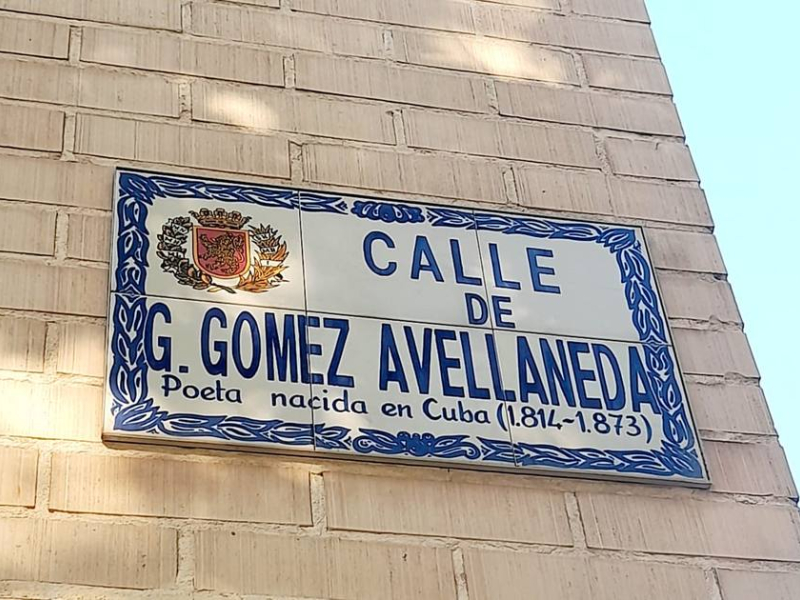 CALLE
DE
G. GOMEZ AVELLANEDA
Poeta nacida en Cuba (1.814~1.873)